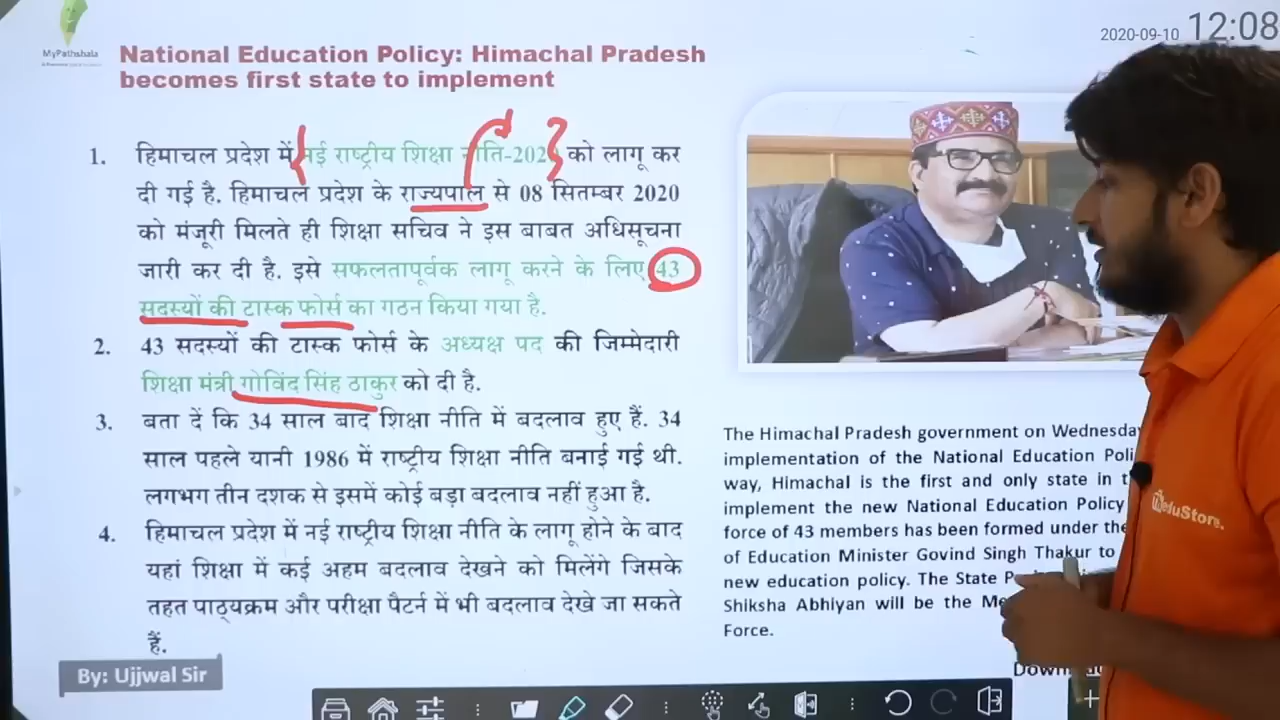 2020-09-10 12:08
MyPathshala
National Education Policy: Himachal Pradesh
becomes first state to implement
1. हिमाचल प्रदेश में नई राष्ट्रीय शिक्षा नीति-202 को लागू कर
दी गई है. हिमाचल प्रदेश के राज्यपाल से 08 सितम्बर 2020
को मंजूरी मिलते ही शिक्षा सचिव ने इस बाबत अधिसूचना
जारी कर दी है. इसे सफलतापूर्वक लागू करने के लिए 43
सदस्यों की टास्क फोर्स का गठन किया गया है.
2. 43 सदस्यों की टास्क फोर्स के अध्यक्ष पद की जिम्मेदारी
शिक्षा मंत्री गोविंद सिंह ठाकुर को दी है.
3. बता दें कि 34 साल बाद शिक्षा नीति में बदलाव हुए हैं. 34
साल पहले यानी 1986 में राष्ट्रीय शिक्षा नीति बनाई गई थी.
लगभग तीन दशक से इसमें कोई बड़ा बदलाव नहीं हुआ है.
4. हिमाचल प्रदेश में नई राष्ट्रीय शिक्षा नीति के लागू होने के बाद
यहां शिक्षा में कई अहम बदलाव देखने को मिलेंगे जिसके
तहत पाठ्यक्रम और परीक्षा पैटर्न में भी बदलाव देखे जा सकते
हैं.
By: Ujjwal Sir
The Himachal Pradesh government on Wednesday
implementation of the National Education Poli
way, Himachal is the first and only state in t
implement the new National Education Policy
force of 43 members has been formed under the
of Education Minister Govind Singh Thakur to
new education policy. The State
Shiksha Abhiyan will be the
Force.
eduStore.